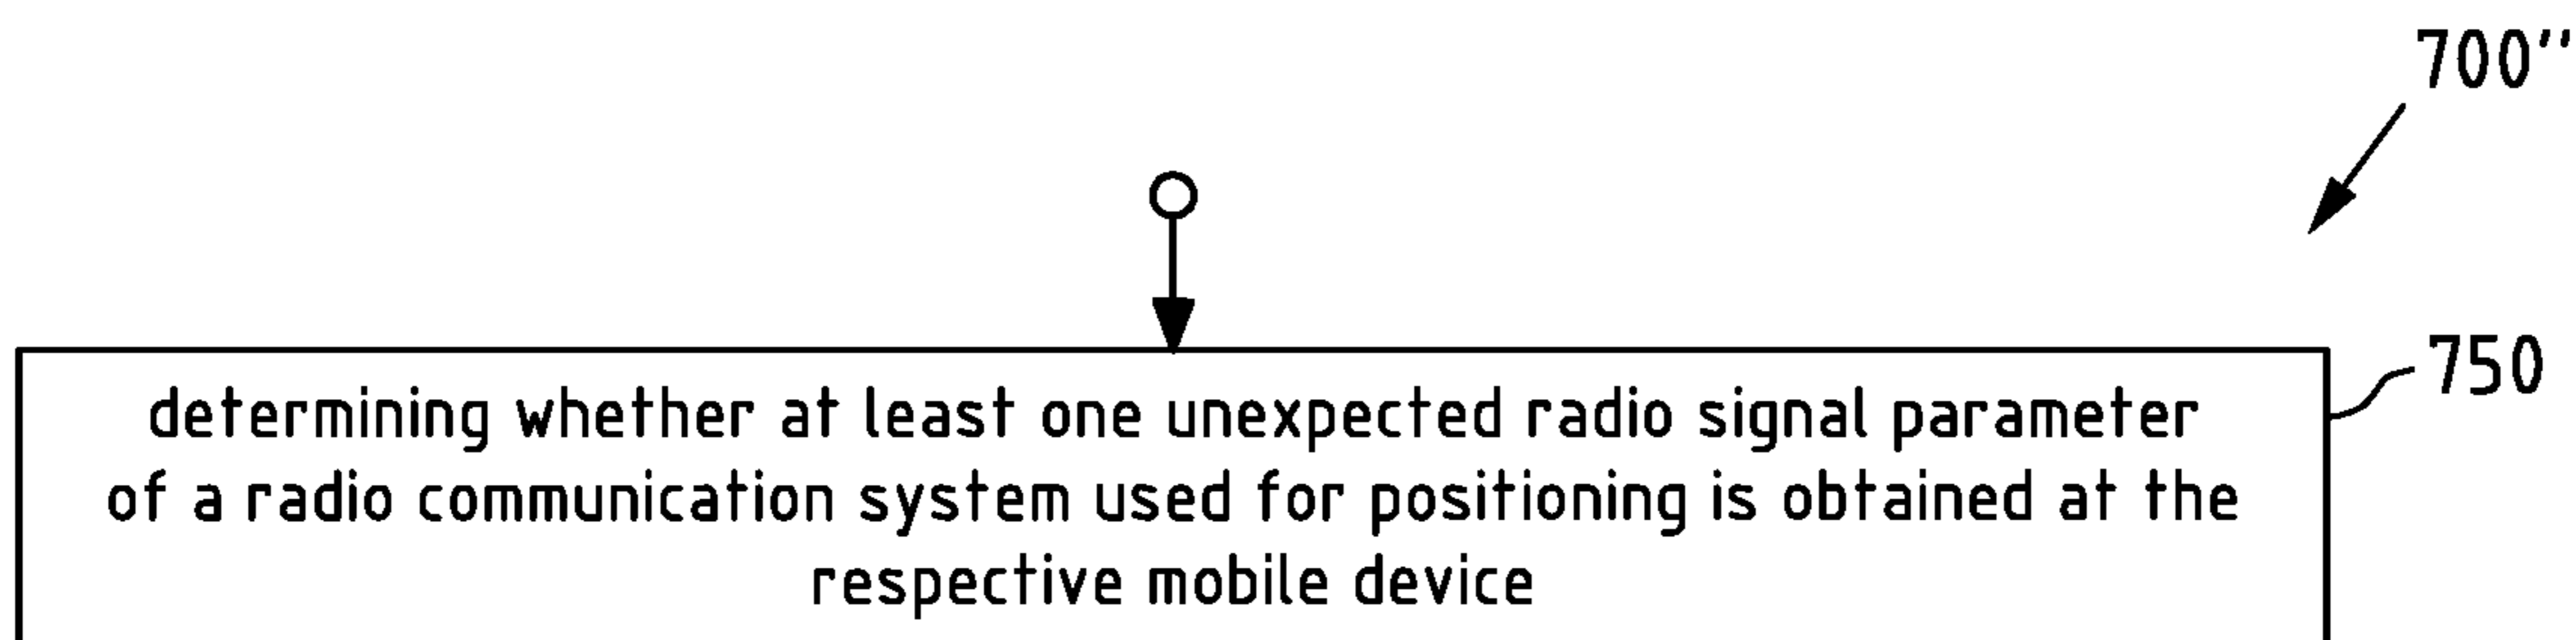 700''
750
determining whether at least one unexpected radio signal parameter
of a radio communication system used for positioning is obtained at the
respective mobile device